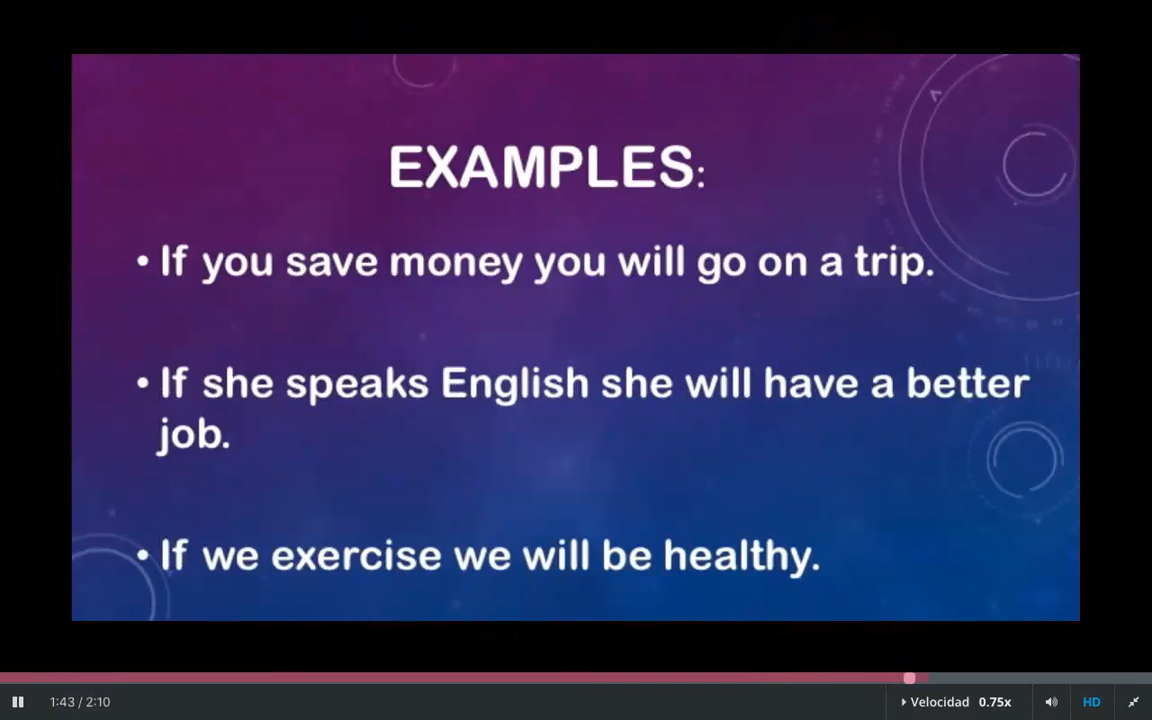 EXAMPLES:
• If you save money you will go on a trip.
• If she speaks English she will have a better
job.
• If we exercise we will be healthy.
1:43 / 2:10
Velocidad 0.75x
HD